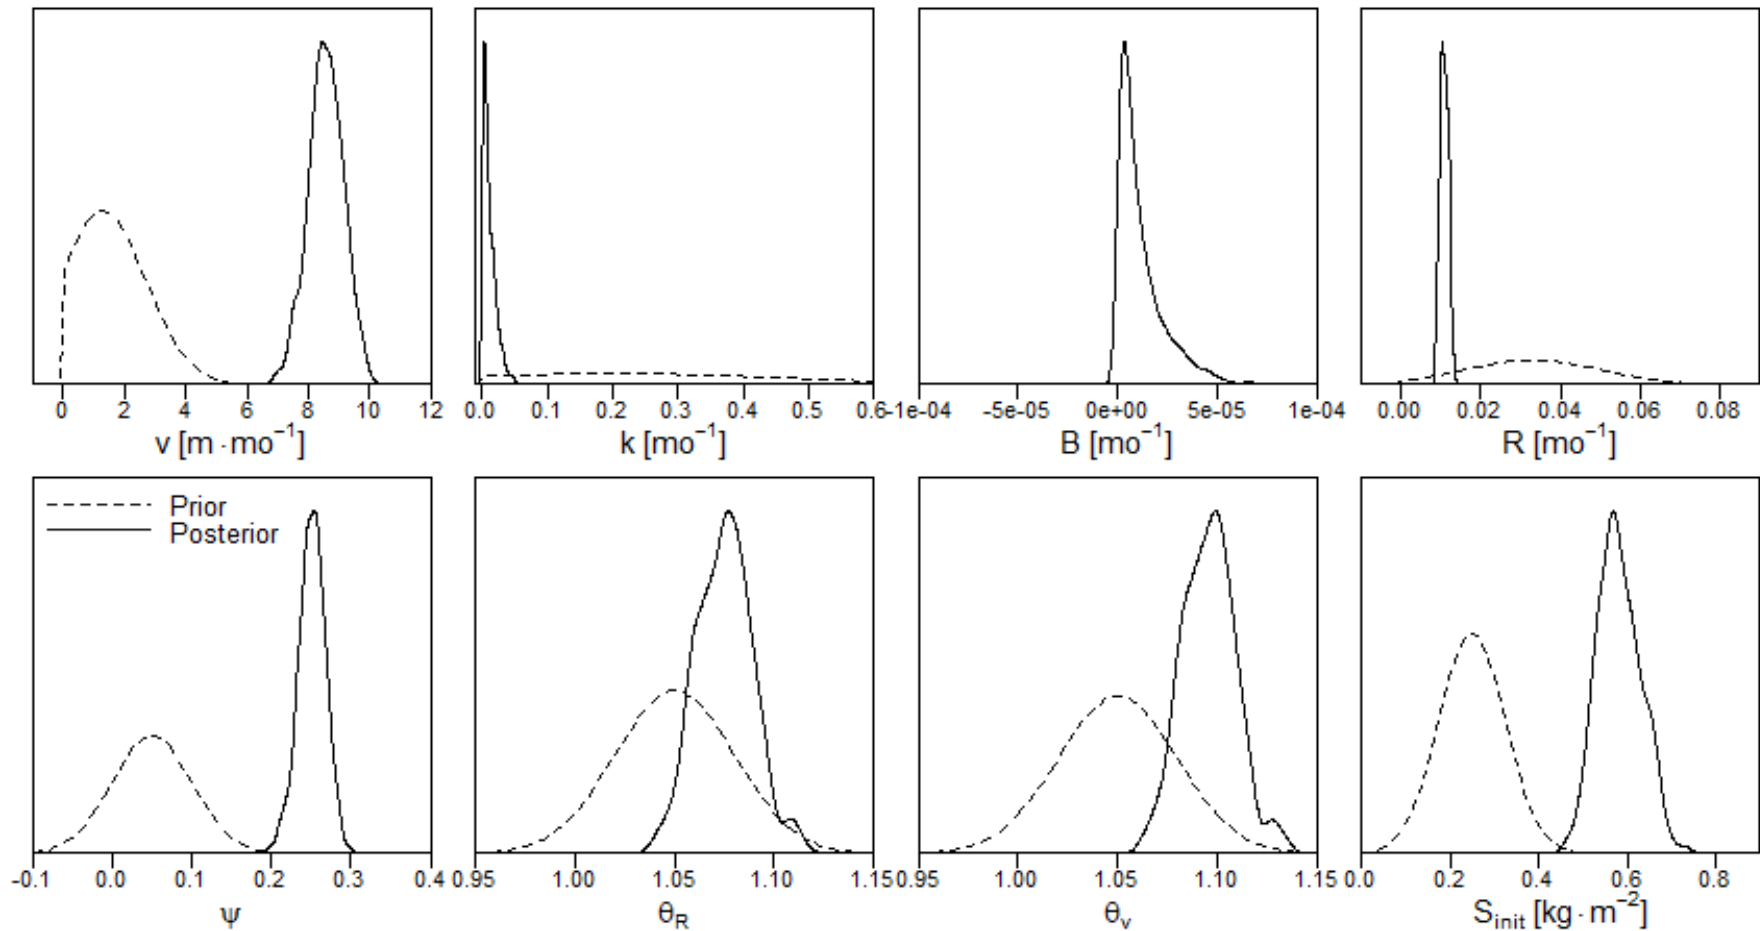 0 2 4 6 8 10 12
v [m · mo⁻¹]
0.0 0.1 0.2 0.3 0.4 0.5 0.6
k [mo⁻¹]
-1e-04 -5e-05 0e+00 5e-05 1e-04
B [mo⁻¹]
0.00 0.02 0.04 0.06 0.08
R [mo⁻¹]
Prior
Posterior
-0.1 0.0 0.1 0.2 0.3 0.4
ψ
0.95 1.00 1.05 1.10 1.15
θ_R
0.95 1.00 1.05 1.10 1.15
θ_v
0.0 0.2 0.4 0.6 0.8
S_init [kg · m⁻²]